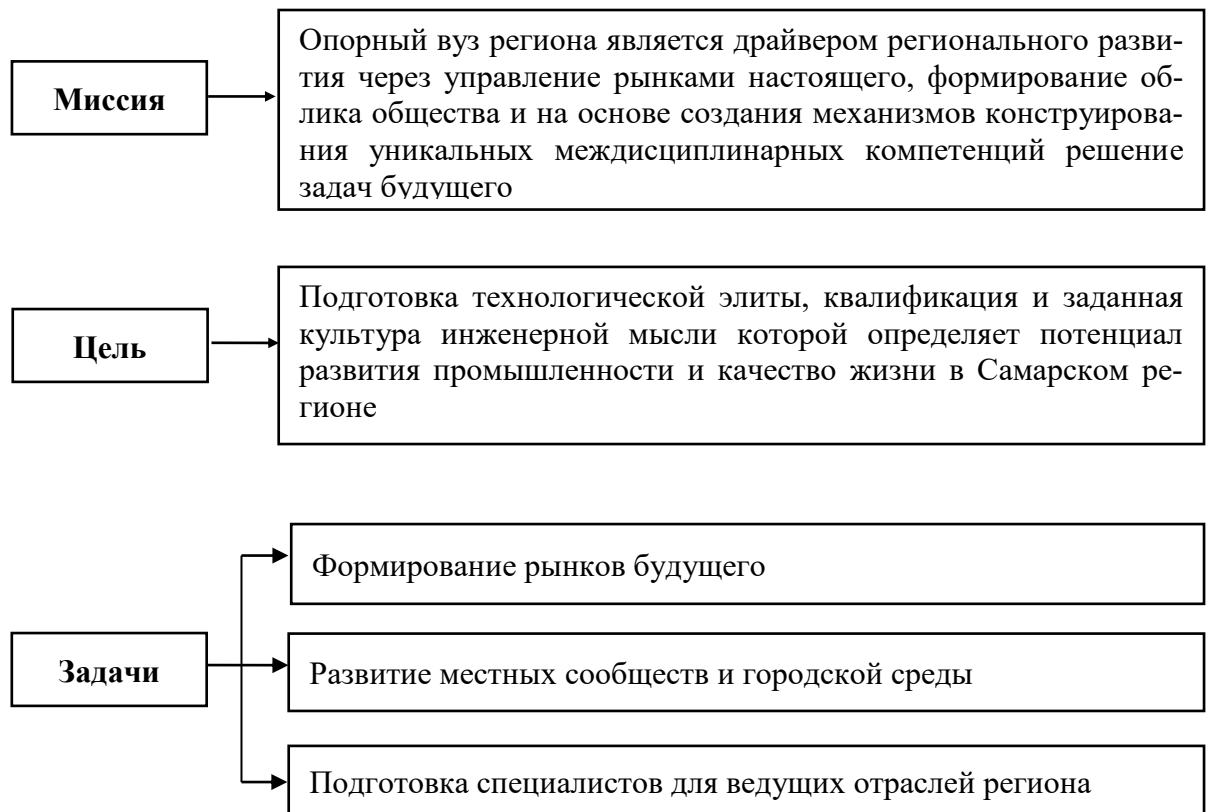 Миссия
Опорный вуз региона является драйвером регионального разви-
тия через управление рынками настоящего, формирование об-
лика общества и на основе создания механизмов конструирова-
ния уникальных междисциплинарных компетенций решение
задач будущего
Цель
Подготовка технологической элиты, квалификация и заданная
культура инженерной мысли которой определяет потенциал
развития промышленности и качество жизни в Самарском ре-
гионе
Задачи
Формирование рынков будущего
Развитие местных сообществ и городской среды
Подготовка специалистов для ведущих отраслей региона